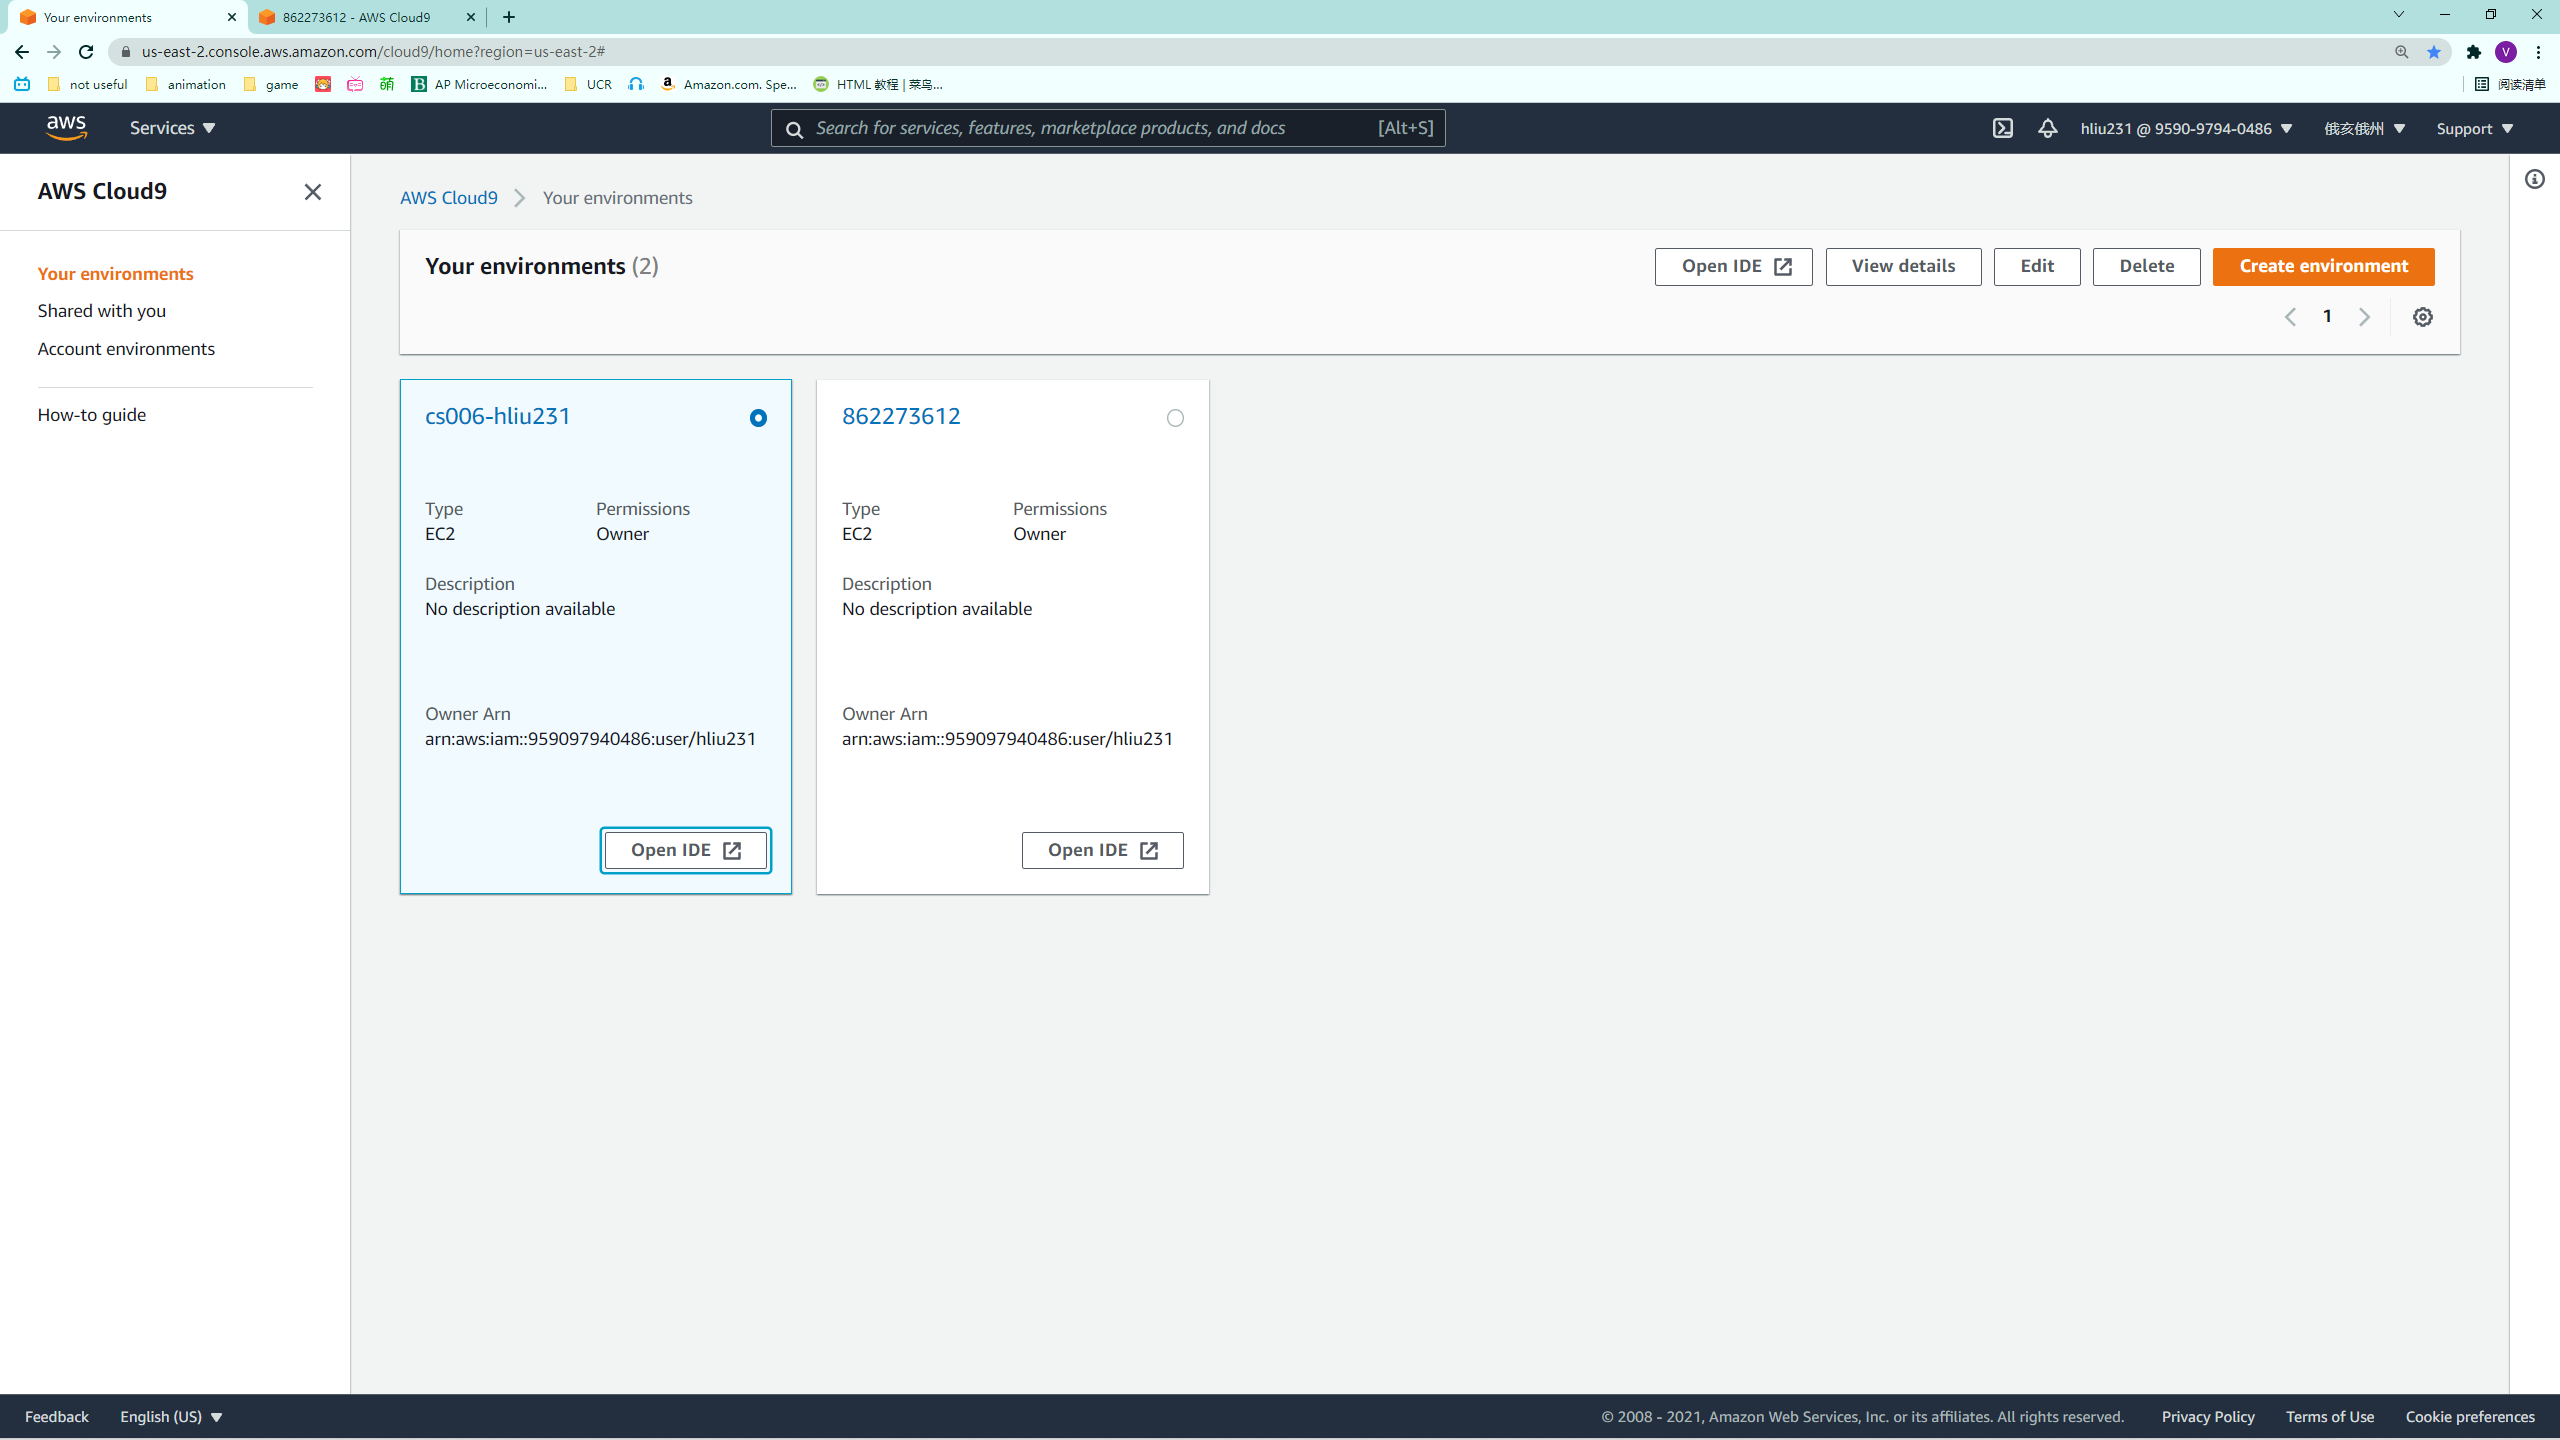 Your environments
862273612 - AWS Cloud9
us-east-2.console.aws.amazon.com/cloud9/home?region=us-east-2#
V
not useful
animation
game
萌
B AP Microeconomi...
UCR
a Amazon.com. Spe...
HTML 教程 | 菜鸟...
阅读清单
aws
Services
Search for services, features, marketplace products, and docs [Alt+S]
hliu231 @ 9590-9794-0486
俄亥俄州
Support
AWS Cloud9
Your environments
Shared with you
Account environments
How-to guide
AWS Cloud9 > Your environments
Your environments (2)
Open IDE
View details
Edit
Delete
Create environment
1
cs006-hliu231
Type Permissions
EC2 Owner
Description
No description available
Owner Arn
arn:aws:iam::959097940486:user/hliu231
Open IDE
862273612
Type Permissions
EC2 Owner
Description
No description available
Owner Arn
arn:aws:iam::959097940486:user/hliu231
Open IDE
Feedback
English (US)
© 2008 - 2021, Amazon Web Services, Inc. or its affiliates. All rights reserved.
Privacy Policy
Terms of Use
Cookie preferences